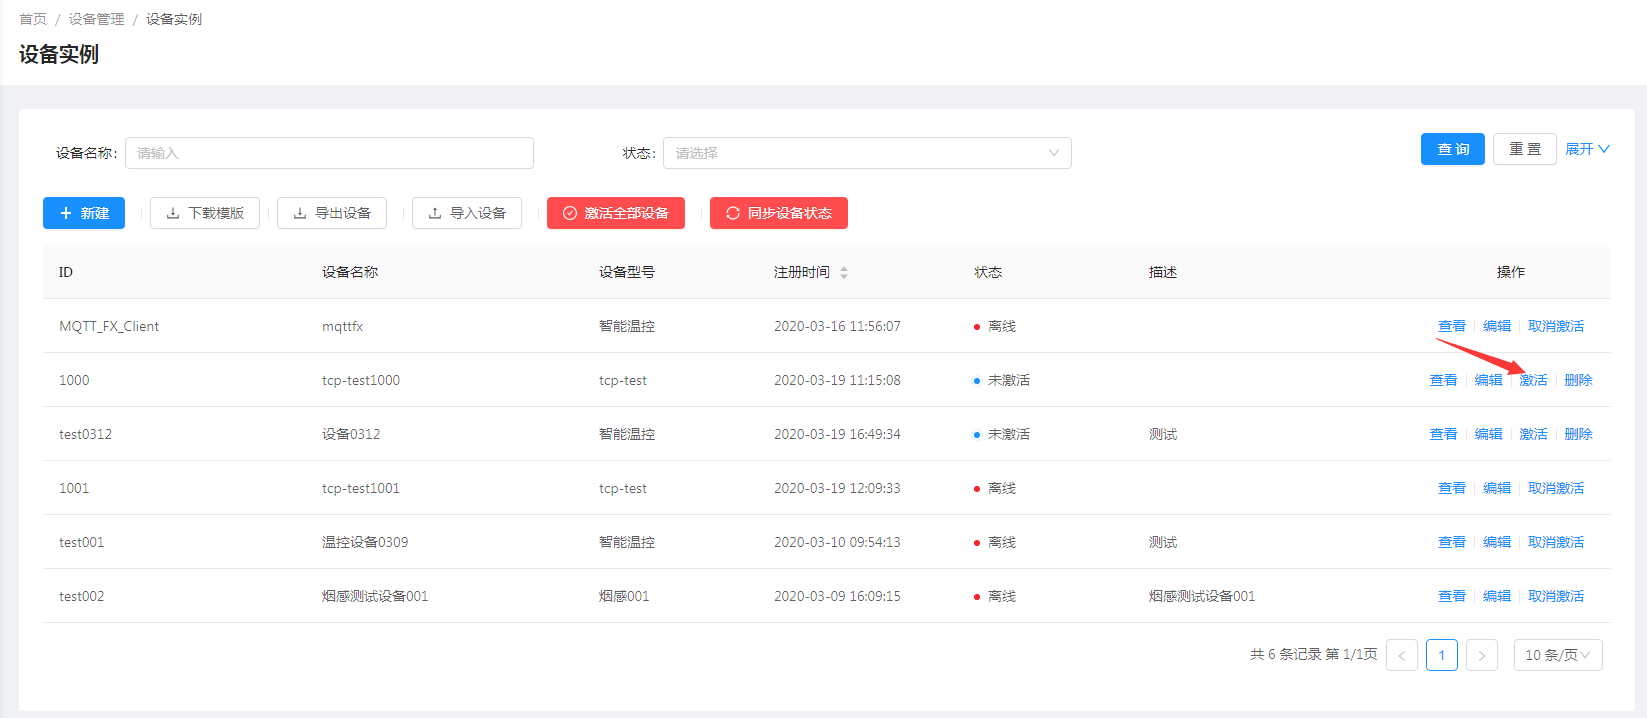 首页 / 设备管理 / 设备实例
设备实例
设备名称: 请输入 状态: 请选择 查 询 重 置 展开
新建 下载模版 导出设备 导入设备 激活全部设备 同步设备状态
ID 设备名称 设备型号 注册时间 状态 描述 操作
MQTT_FX_Client mqttfx 智能温控 2020-03-16 11:56:07 离线 查看 编辑 取消激活
1000 tcp-test1000 tcp-test 2020-03-19 11:15:08 未激活 查看 编辑 激活 删除
test0312 设备0312 智能温控 2020-03-19 16:49:34 未激活 测试 查看 编辑 激活 删除
1001 tcp-test1001 tcp-test 2020-03-19 12:09:33 离线 查看 编辑 取消激活
test001 温控设备0309 智能温控 2020-03-10 09:54:13 离线 测试 查看 编辑 取消激活
test002 烟感测试设备001 烟感001 2020-03-09 16:09:15 离线 烟感测试设备001 查看 编辑 取消激活
共 6 条记录 第 1/1页 < 1 > 10 条/页